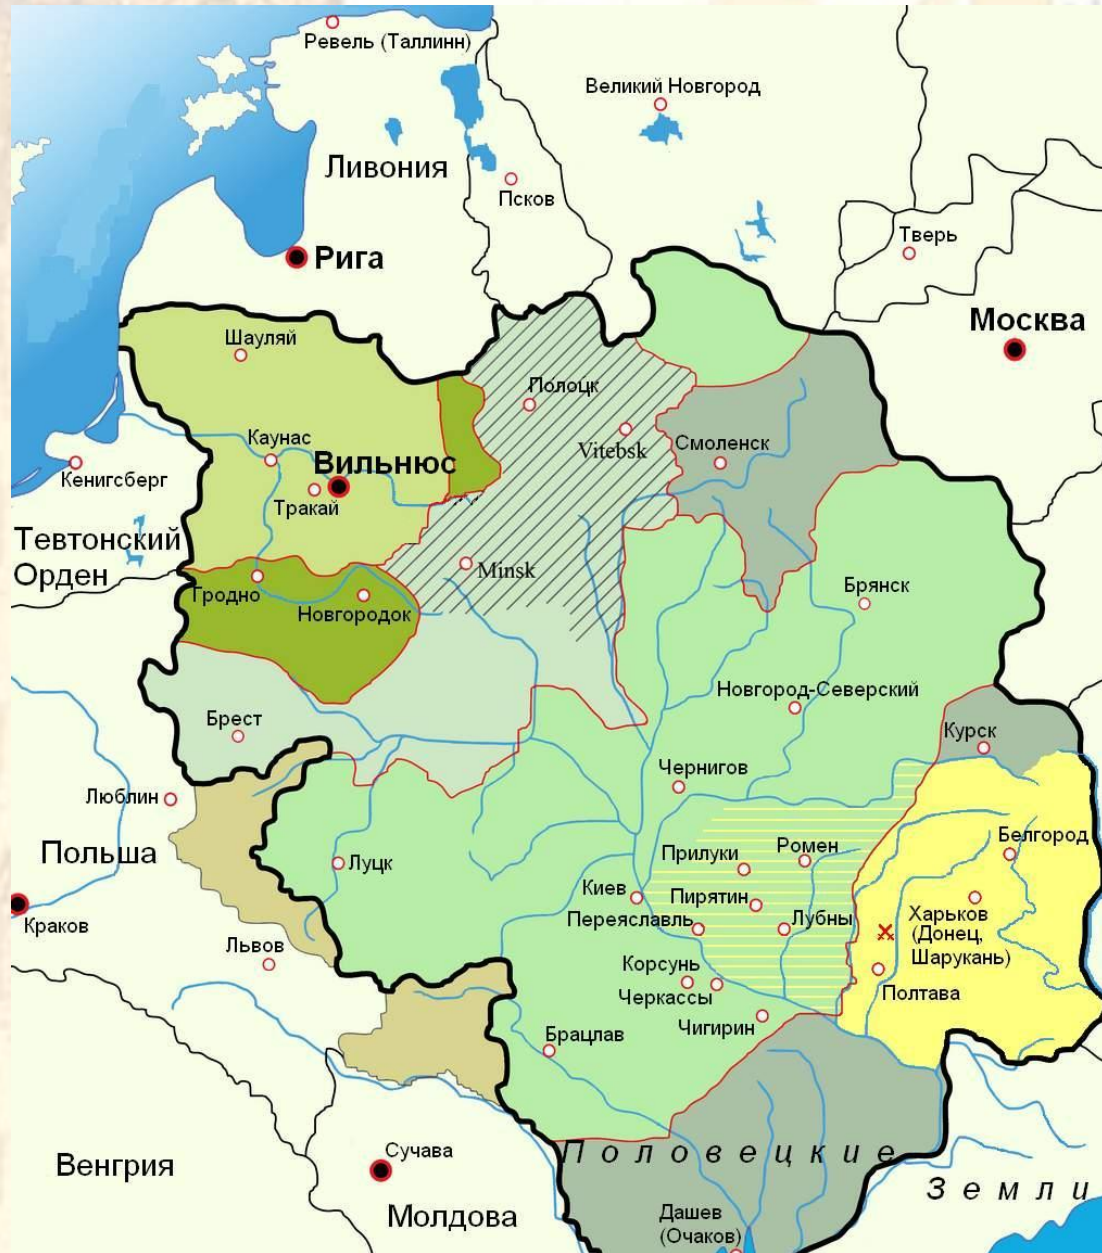 Ревель (Таллинн)
Великий Новгород
Ливония
Псков
Тверь
Рига
Москва
Шауляй
Полоцк
Каунас
Vitebsk
Смоленск
Вильнюс
Кенигсберг
Тракай
Тевтонский
Орден
Minsk
Гродно
Новгородок
Брянск
Новгород-Северский
Брест
Курск
Чернигов
Люблин
Белгород
Польша
Прилуки
Ромен
Луцк
Киев
Пирятин
Краков
Переяславль
Лубны
Харьков
(Донец,
Шарукань)
Львов
Корсунь
Черкассы
Полтава
Чигирин
Брацлав
Половецкие
Земли
Сучава
Венгрия
Молдова
Дашев
(Очаков)